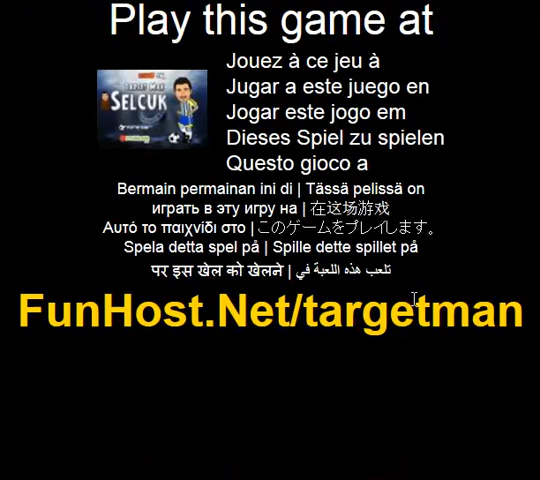 Play this game at
Jouez à ce jeu à
Jugar a este juego en
Jogar este jogo em
Dieses Spiel zu spielen
Questo gioco a
TARGET MAN
SELCUK
Bermain permainan ini di | Tässä pelissä on
играть в эту игру на | 在这场游戏
Αυτό το παιχνίδι στο | このゲームをプレイします。
Spela detta spel på | Spille dette spillet på
पर इस खेल को खेलने | تلعب هذه اللعبة في
FunHost.Net/targetman